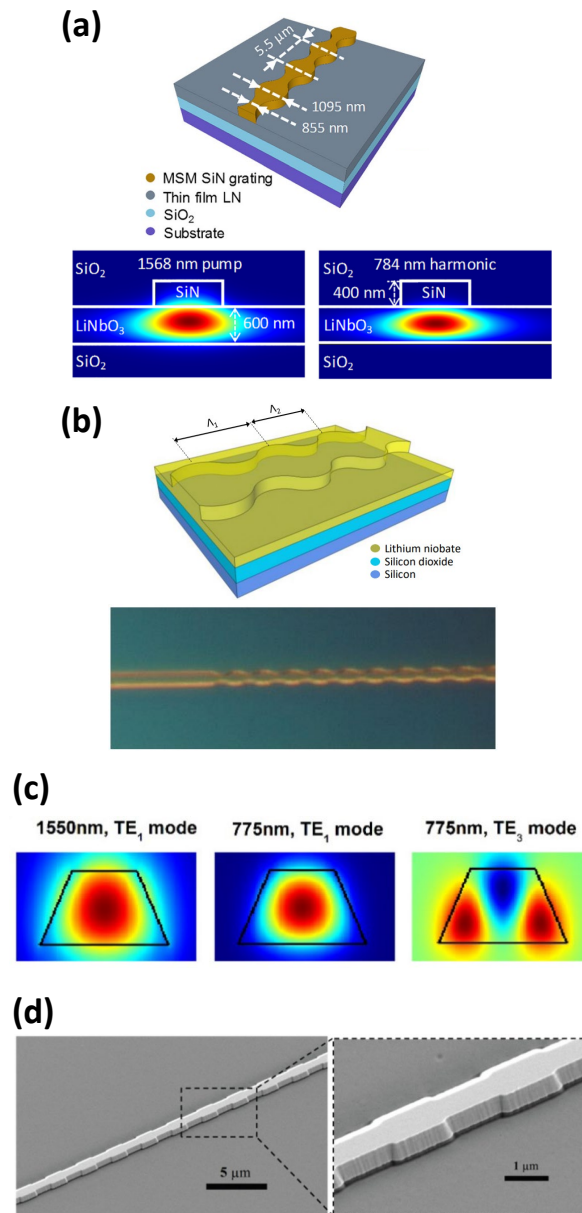 (a)
5.5 µm
1095 nm
855 nm
MSM SiN grating
Thin film LN
SiO2
Substrate
SiO2
1568 nm pump
SiN
LiNbO3
600 nm
SiO2
SiO2
784 nm harmonic
400 nm
SiN
LiNbO3
SiO2
(b)
Λ1
Λ2
Lithium niobate
Silicon dioxide
Silicon
(c)
1550nm, TE1 mode
775nm, TE1 mode
775nm, TE3 mode
(d)
5 µm
1 µm